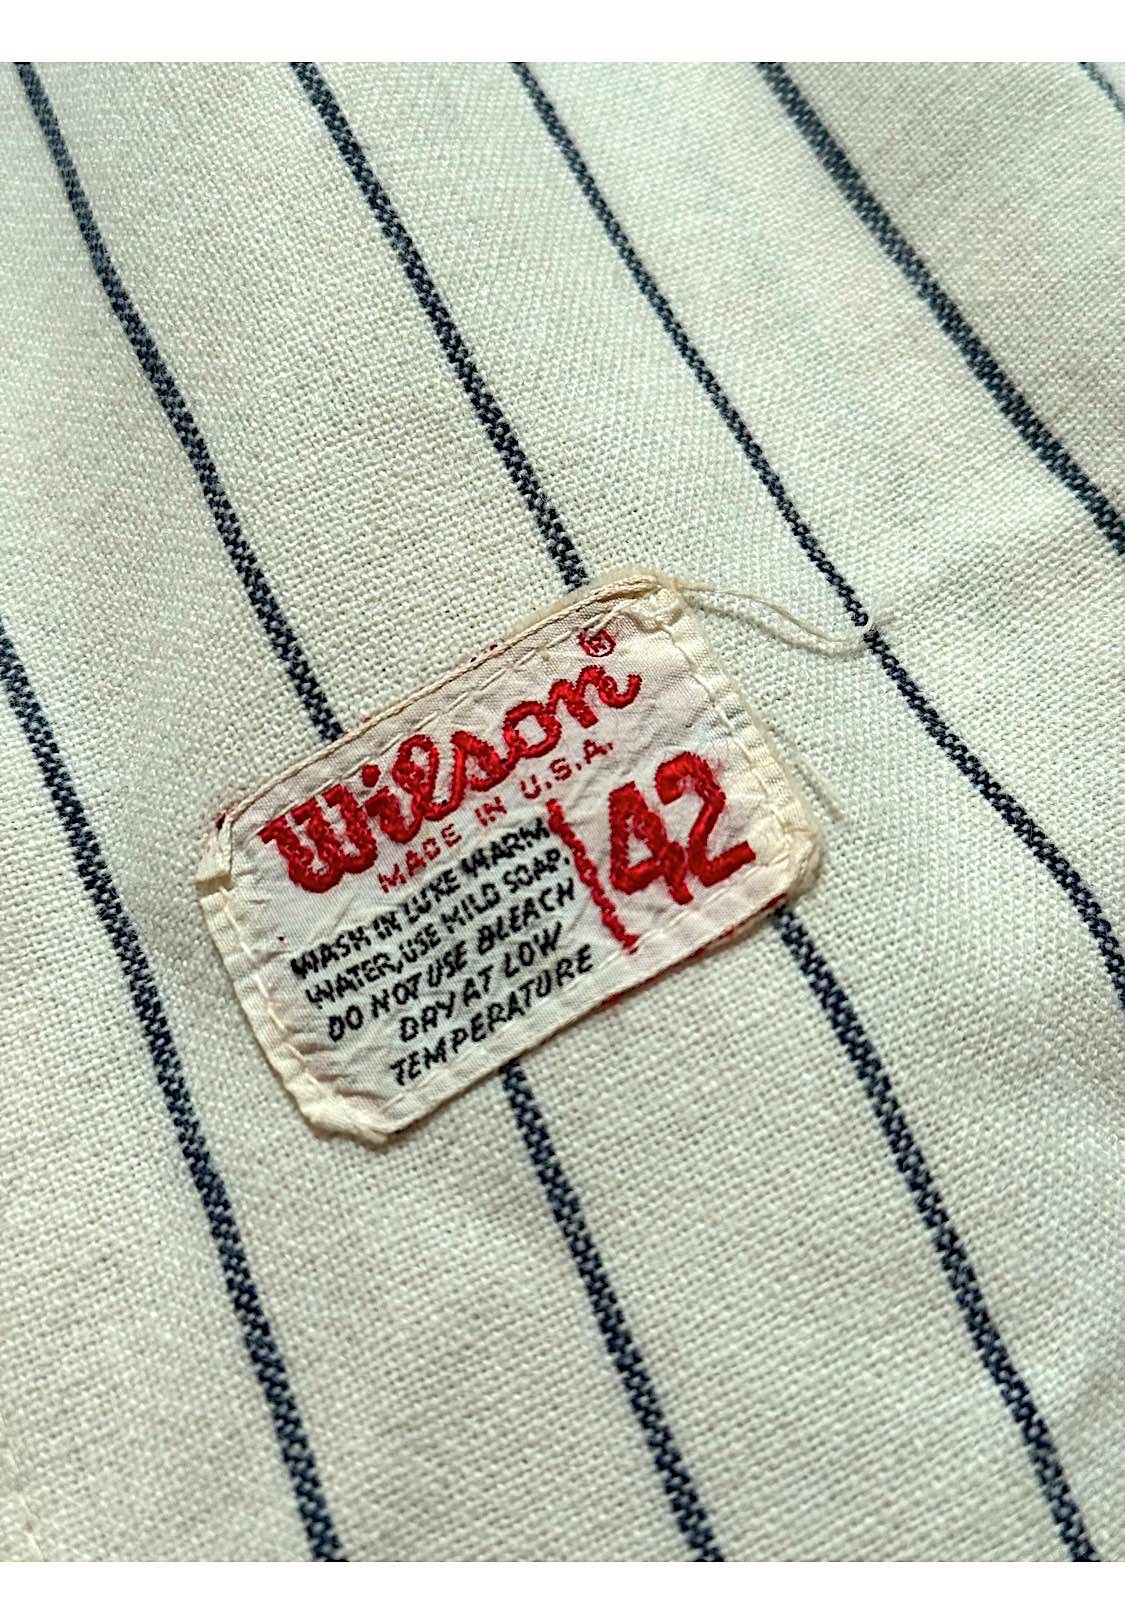 Wilson®
MADE IN U.S.A.
42
WASH IN LUKE WARM
WATER, USE MILD SOAP.
DO NOT USE BLEACH
DRY AT LOW
TEMPERATURE